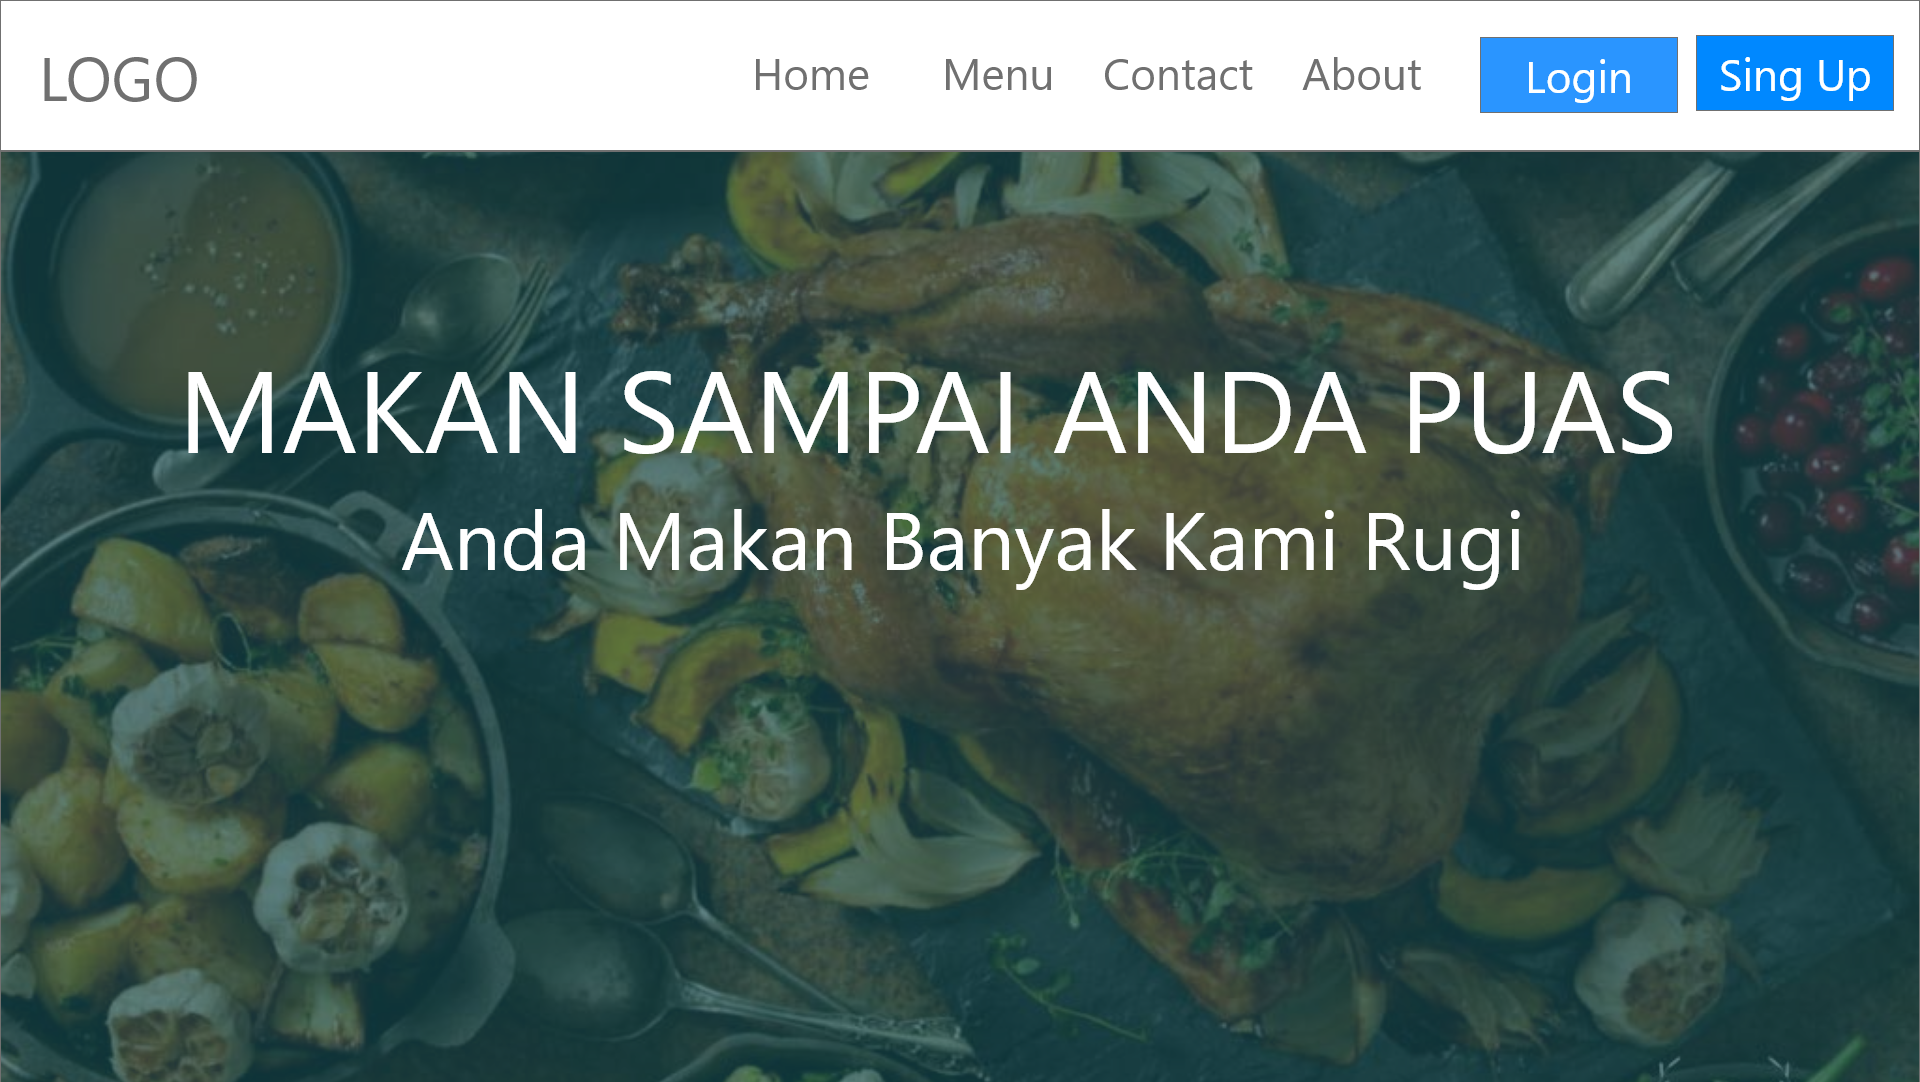 LOGO Home Menu Contact About Login Sing Up
MAKAN SAMPAI ANDA PUAS
Anda Makan Banyak Kami Rugi